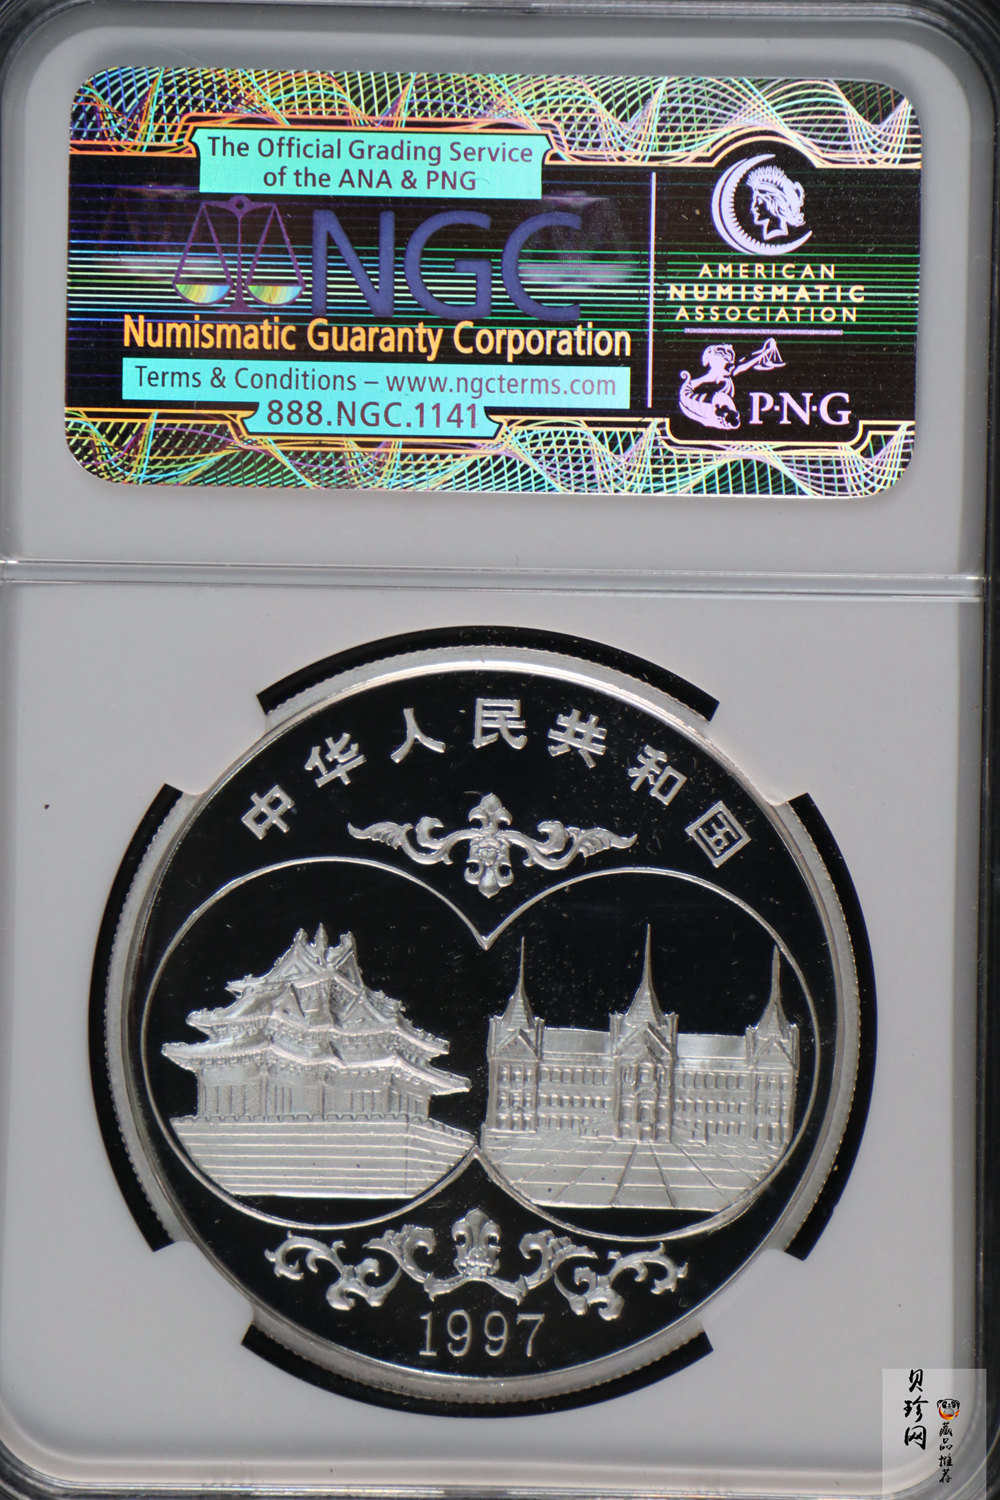 The Official Grading Service
of the ANA & PNG
NGC
Numismatic Guaranty Corporation
Terms & Conditions – www.ngcterms.com
888.NGC.1141
AMERICAN
NUMISMATIC
ASSOCIATION
P·N·G
中华人民共和国
1997
贝珍网
藏品推荐